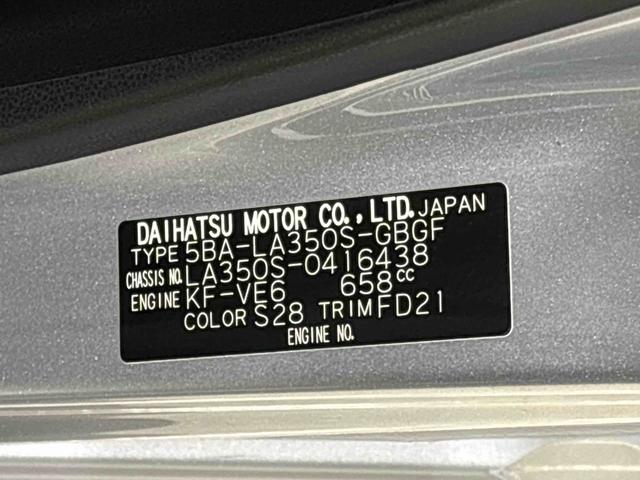 DAIHATSU MOTOR CO.,LTD. JAPAN
TYPE 5BA-LA350S-GBGF
CHASSIS NO. LA350S-0416438
ENGINE KF-VE6 658cc
COLOR S28 TRIM FD21
ENGINE NO.